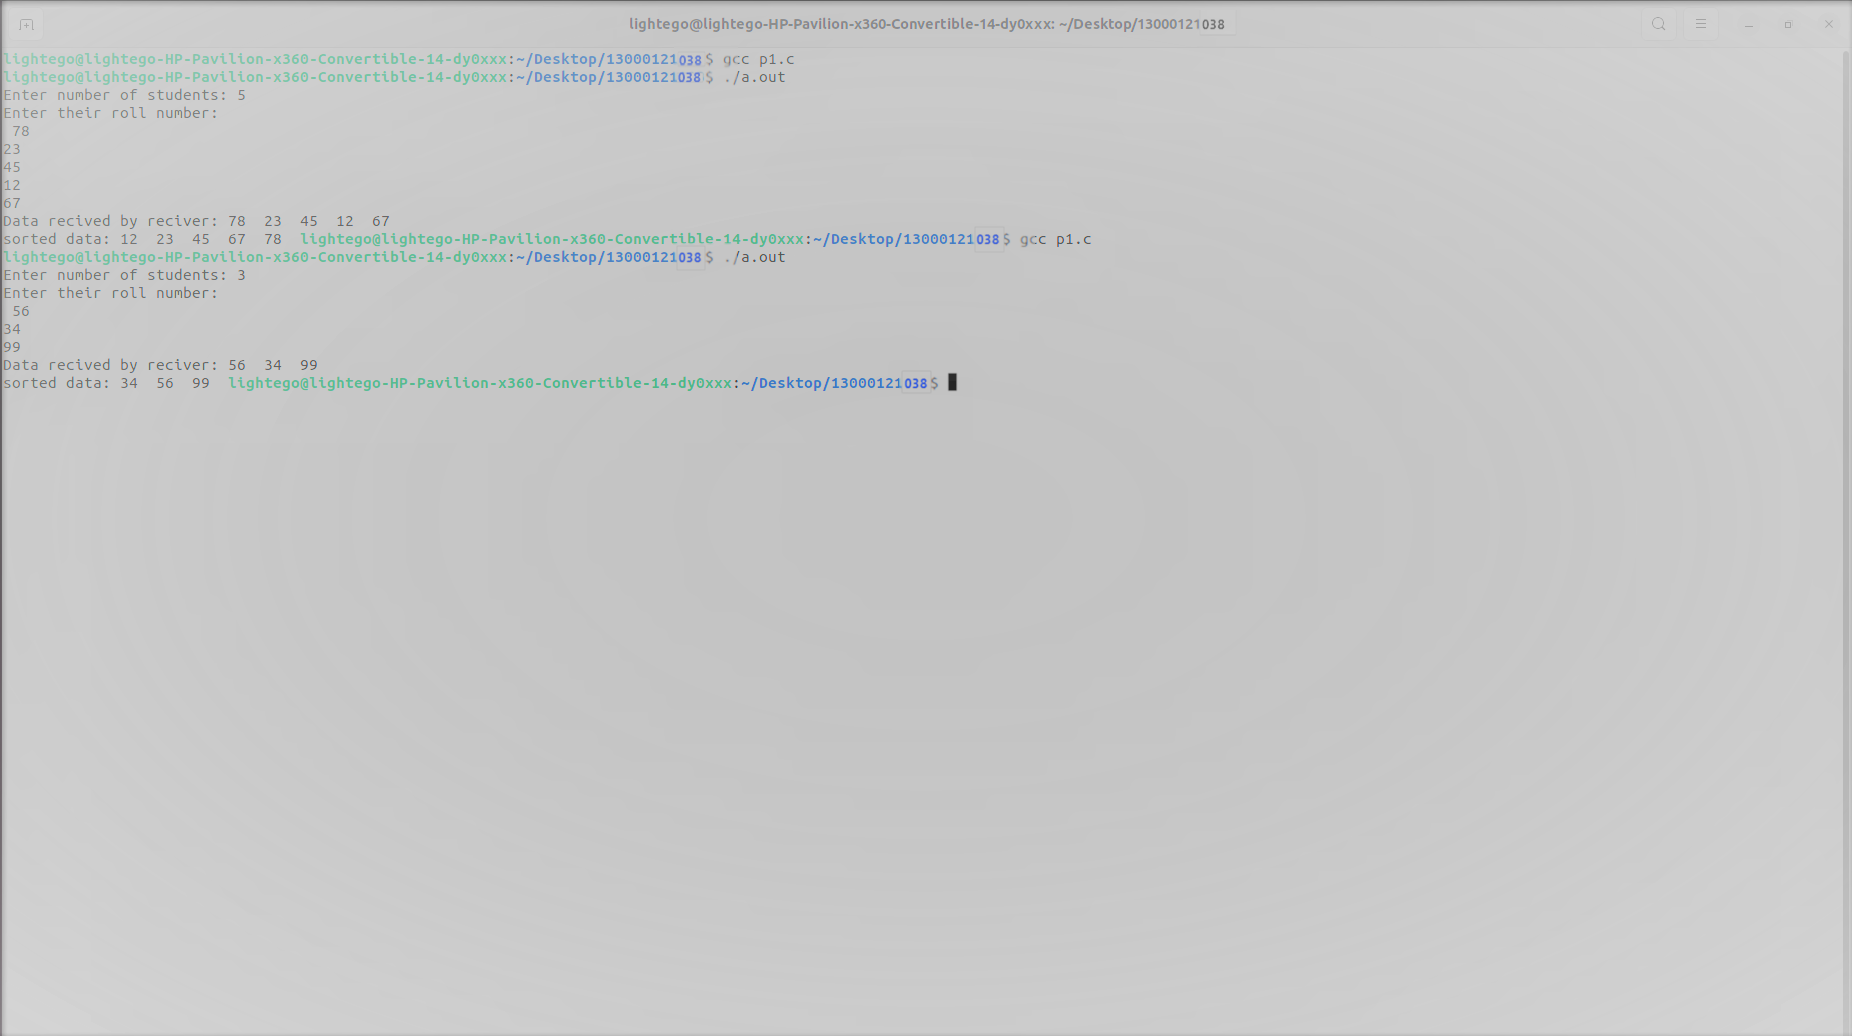 lightego@lightego-HP-Pavilion-x360-Convertible-14-dy0xxx: ~/Desktop/13000121038
lightego@lightego-HP-Pavilion-x360-Convertible-14-dy0xxx:~/Desktop/13000121038$ gcc p1.c
lightego@lightego-HP-Pavilion-x360-Convertible-14-dy0xxx:~/Desktop/13000121038$ ./a.out
Enter number of students: 5
Enter their roll number:
78
23
45
12
67
Data recived by reciver: 78  23  45  12  67
sorted data: 12  23  45  67  78  lightego@lightego-HP-Pavilion-x360-Convertible-14-dy0xxx:~/Desktop/13000121038$ gcc p1.c
lightego@lightego-HP-Pavilion-x360-Convertible-14-dy0xxx:~/Desktop/13000121038$ ./a.out
Enter number of students: 3
Enter their roll number:
56
34
99
Data recived by reciver: 56  34  99
sorted data: 34  56  99  lightego@lightego-HP-Pavilion-x360-Convertible-14-dy0xxx:~/Desktop/13000121038$